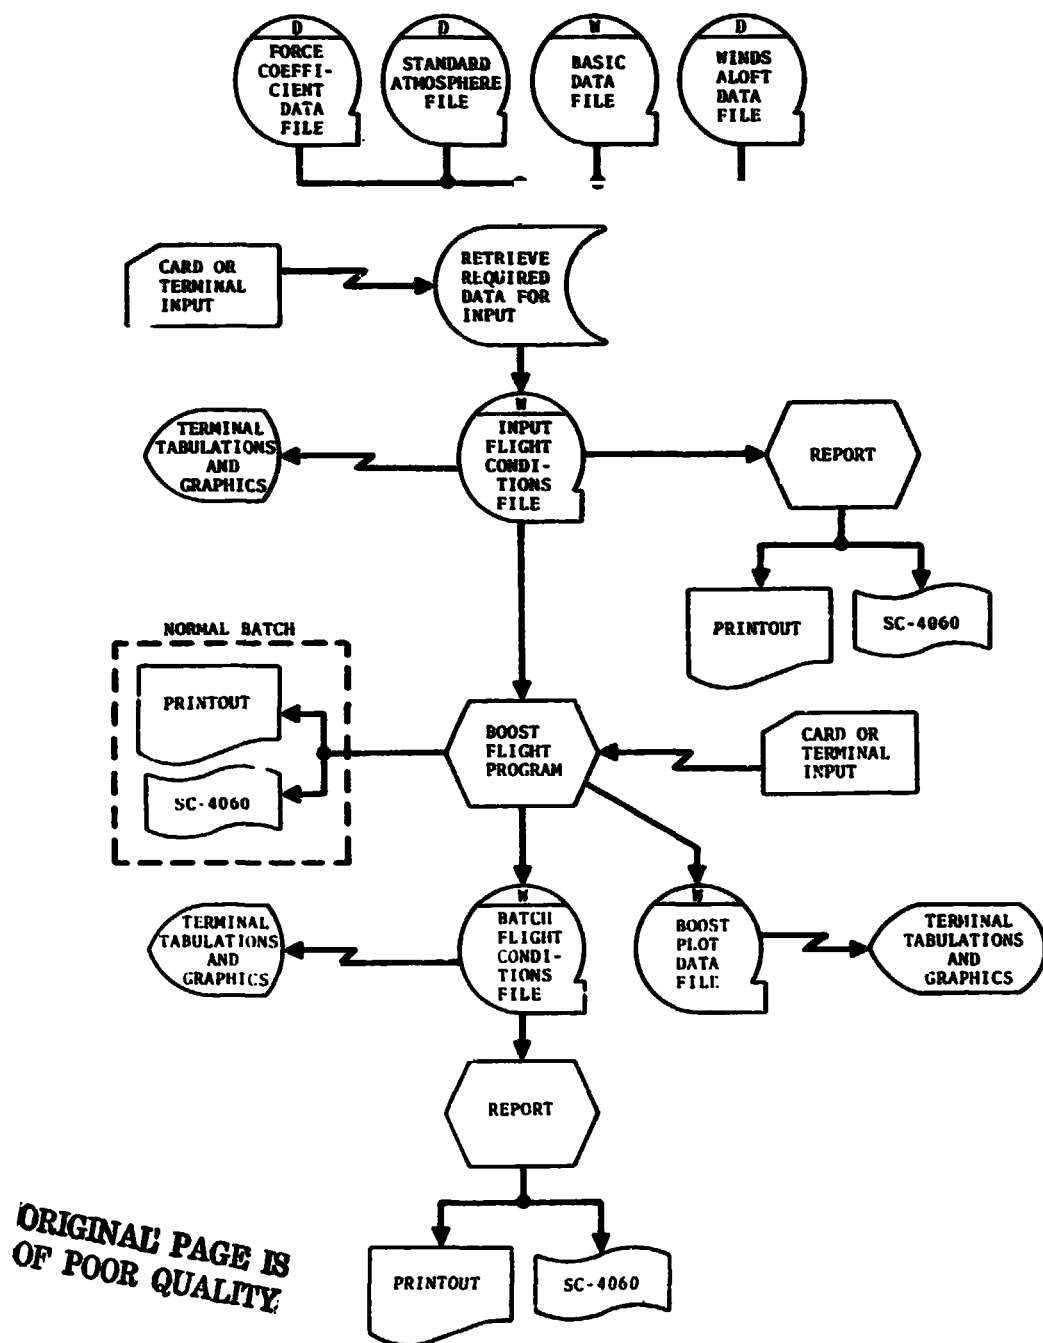 D
FORCE
COEFFI-
CIENT
DATA
FILE
D
STANDARD
ATMOSPHERE
FILE
W
BASIC
DATA
FILE
D
WINDS
ALOFT
DATA
FILE
CARD OR
TERMINAL
INPUT
RETRIEVE
REQUIRED
DATA FOR
INPUT
TERMINAL
TABULATIONS
AND
GRAPHICS
W
INPUT
FLIGHT
CONDI-
TIONS
FILE
REPORT
PRINTOUT
SC-4060
NORMAL BATCH
PRINTOUT
SC-4060
BOOST
FLIGHT
PROGRAM
CARD OR
TERMINAL
INPUT
TERMINAL
TABULATIONS
AND
GRAPHICS
W
BATCH
FLIGHT
CONDI-
TIONS
FILE
W
BOOST
PLOT
DATA
FILE
TERMINAL
TABULATIONS
AND
GRAPHICS
REPORT
PRINTOUT
SC-4060
ORIGINAL PAGE IS
OF POOR QUALITY